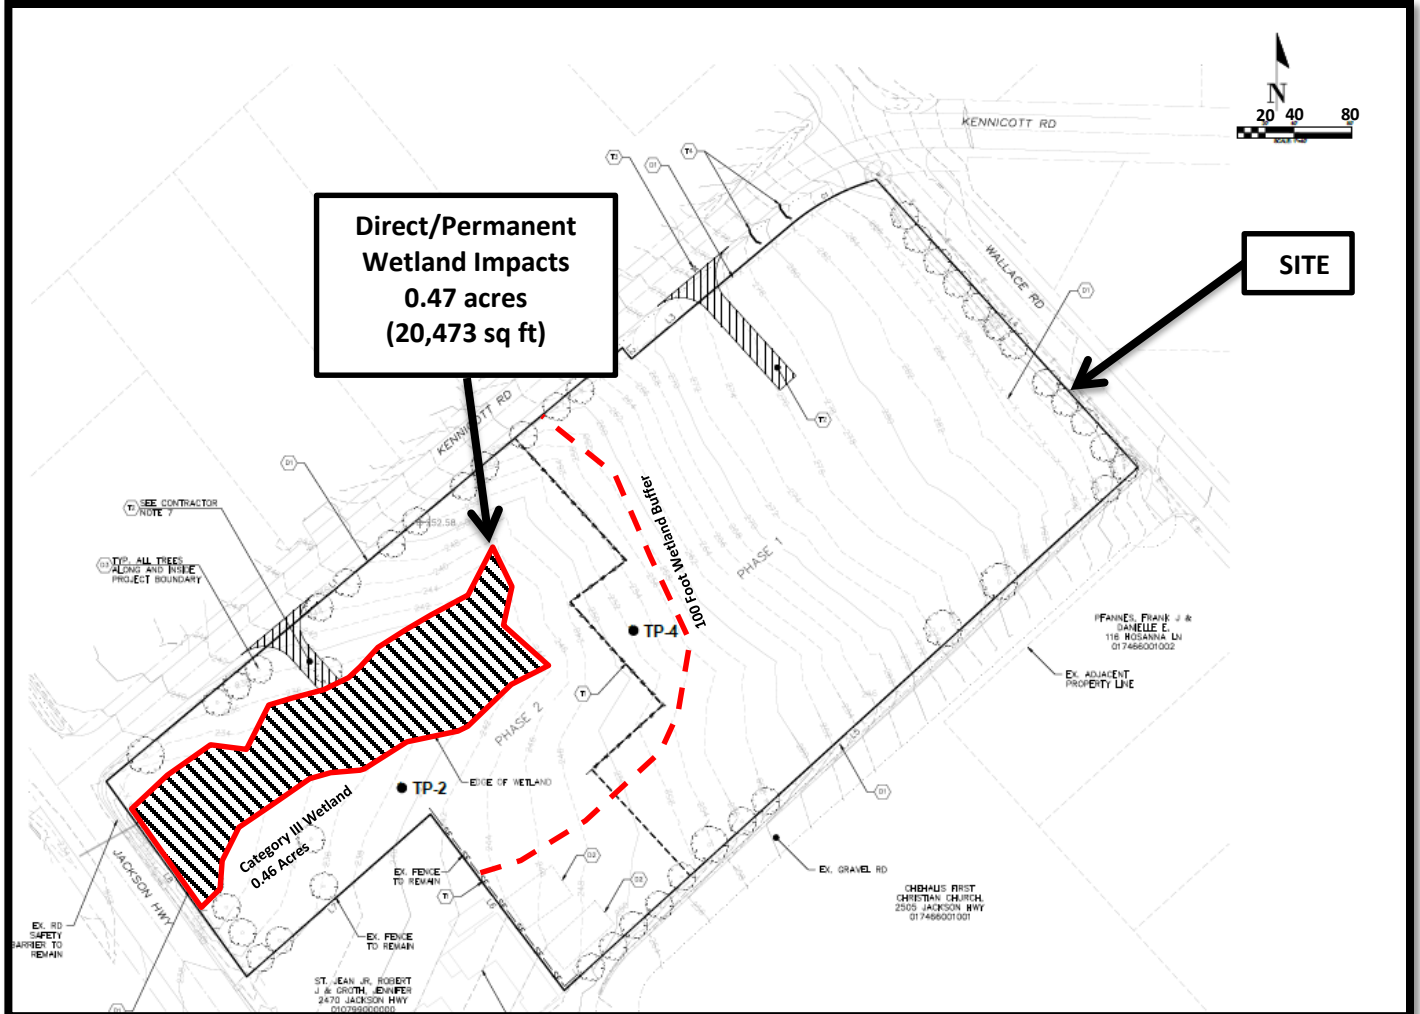 KENNICOTT RD
N
20 40 80
Direct/Permanent
Wetland Impacts
0.47 acres
(20,473 sq ft)
SITE
WALLACE RD
KENNICOTT RD
100 Foot Wetland Buffer
PHASE 1
SEE CONTRACTOR
NOTE 7
TYP. ALL TREES
ALONG AND INSIDE
PROJECT BOUNDARY
252.58
TP-4
PFANNES, FRANK J &
DANIELLE E.
116 HOSANNA LN
017466001002
EX. ADJACENT
PROPERTY LINE
PHASE 2
EDGE OF WETLAND
TP-2
Category III Wetland
0.46 Acres
JACKSON HWY
EX. FENCE
TO REMAIN
EX. GRAVEL RD
CHEHALIS FIRST
CHRISTIAN CHURCH,
2505 JACKSON HWY
017466001001
EX. RD
SAFETY
BARRIER TO
REMAIN
EX. FENCE
TO REMAIN
ST. JEAN JR, ROBERT
J & GROTH, JENNIFER
2470 JACKSON HWY
010799000000